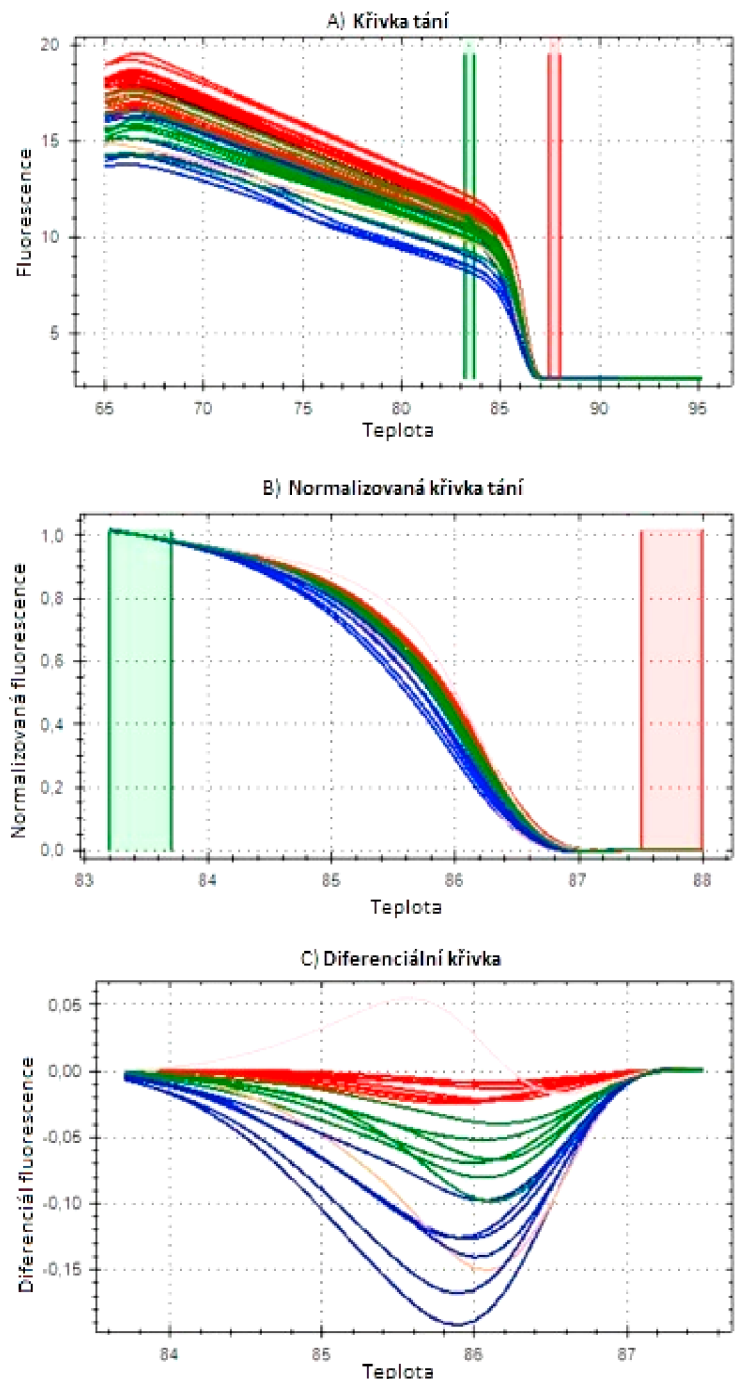 A) Křivka tání
20
15
10
5
Fluorescence
65 70 75 80 85 90 95
Teplota
B) Normalizovaná křivka tání
1,0
0,8
0,6
0,4
0,2
0,0
Normalizovaná fluorescence
83 84 85 86 87 88
Teplota
C) Diferenciální křivka
0,05
0,00
-0,05
-0,10
-0,15
Diferenciál fluorescence
84 85 86 87
Teplota